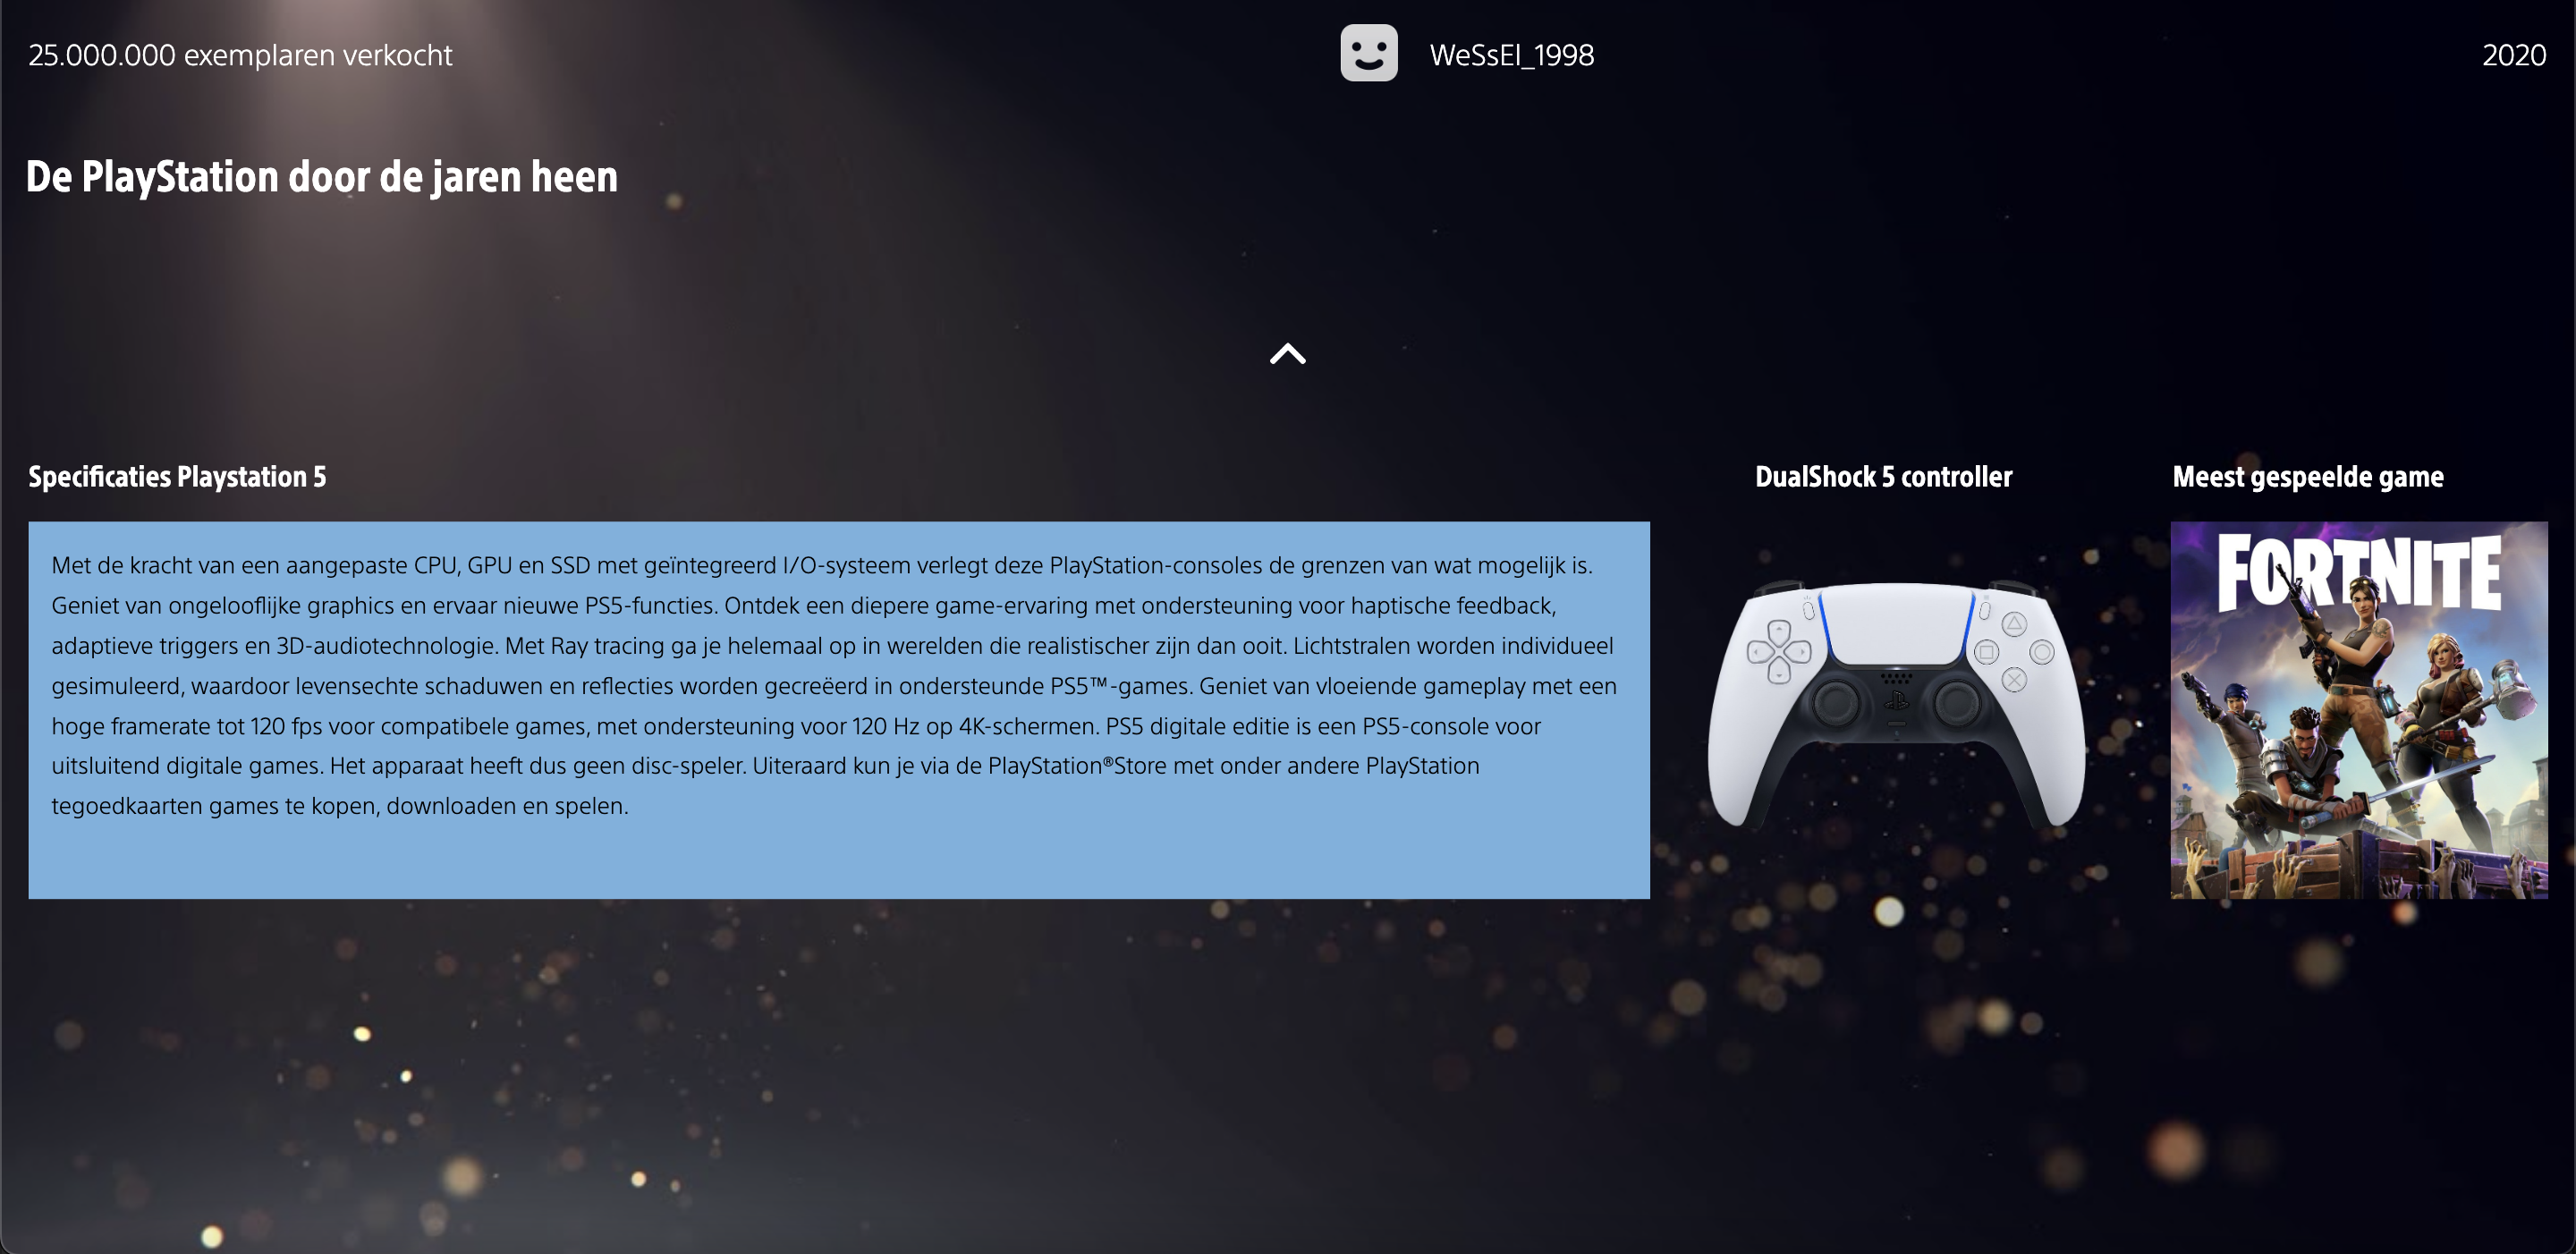 25.000.000 exemplaren verkocht
WeSsEl_1998
2020
De PlayStation door de jaren heen
Specificaties Playstation 5
Met de kracht van een aangepaste CPU, GPU en SSD met geïntegreerd I/O-systeem verlegt deze PlayStation-consoles de grenzen van wat mogelijk is.
Geniet van ongelooflijke graphics en ervaar nieuwe PS5-functies. Ontdek een diepere game-ervaring met ondersteuning voor haptische feedback,
adaptieve triggers en 3D-audiotechnologie. Met Ray tracing ga je helemaal op in werelden die realistischer zijn dan ooit. Lichtstralen worden individueel
gesimuleerd, waardoor levensechte schaduwen en reflecties worden gecreëerd in ondersteunde PS5™-games. Geniet van vloeiende gameplay met een
hoge framerate tot 120 fps voor compatibele games, met ondersteuning voor 120 Hz op 4K-schermen. PS5 digitale editie is een PS5-console voor
uitsluitend digitale games. Het apparaat heeft dus geen disc-speler. Uiteraard kun je via de PlayStation®Store met onder andere PlayStation
tegoedkaarten games te kopen, downloaden en spelen.
DualShock 5 controller
Meest gespeelde game
FORTNITE